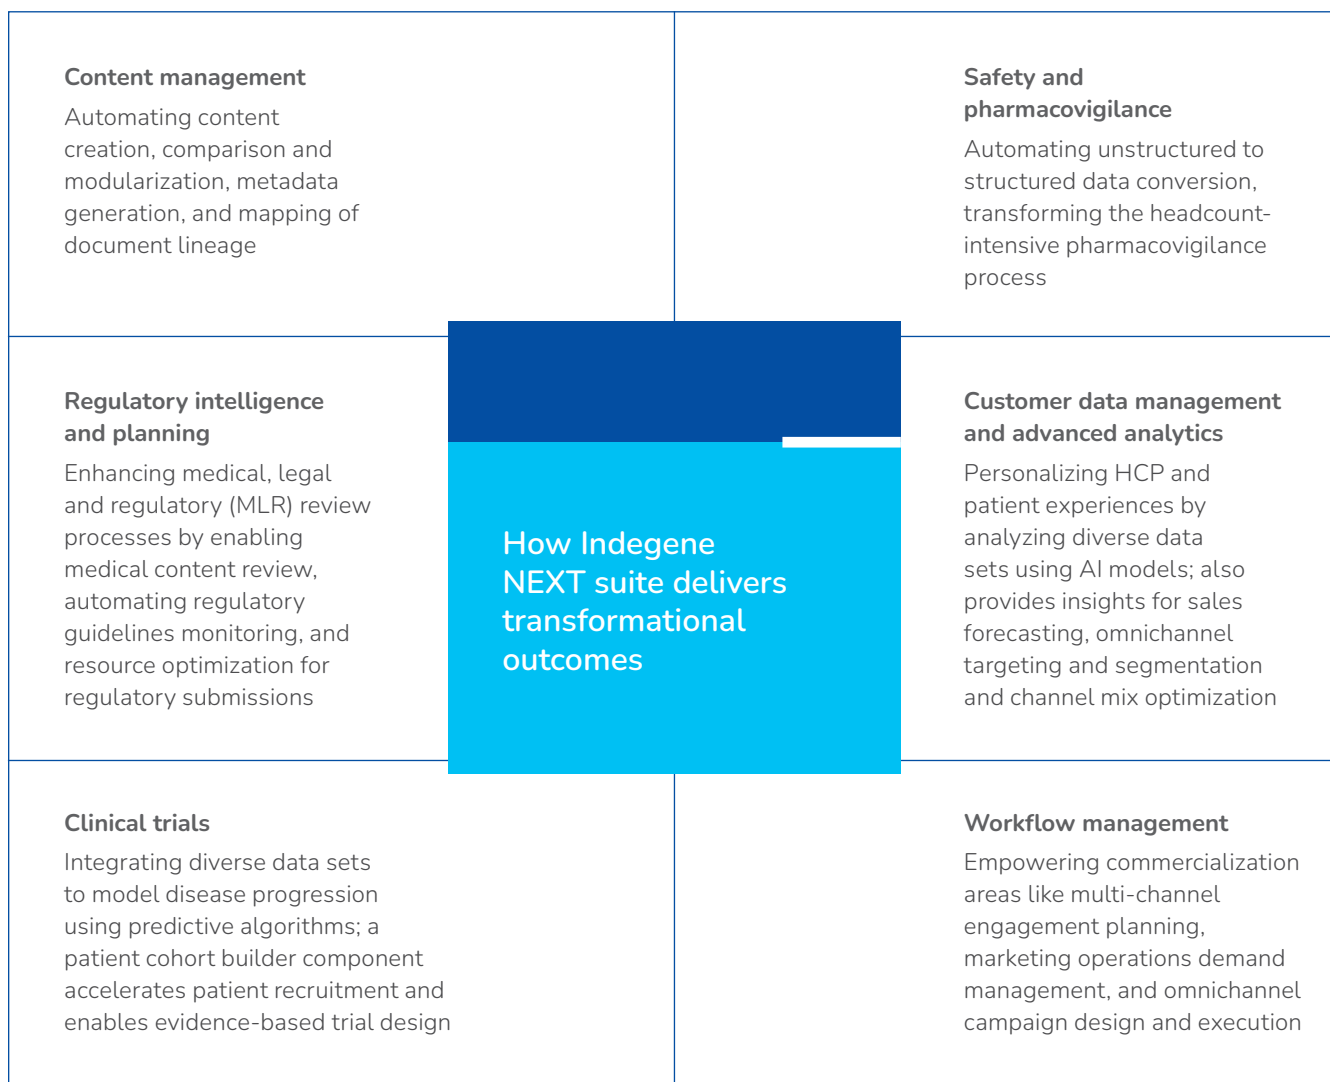 Content management
Automating content
creation, comparison and
modularization, metadata
generation, and mapping of
document lineage
Safety and
pharmacovigilance
Automating unstructured to
structured data conversion,
transforming the headcount-
intensive pharmacovigilance
process
Regulatory intelligence
and planning
Enhancing medical, legal
and regulatory (MLR) review
processes by enabling
medical content review,
automating regulatory
guidelines monitoring, and
resource optimization for
regulatory submissions
How Indegene
NEXT suite delivers
transformational
outcomes
Customer data management
and advanced analytics
Personalizing HCP and
patient experiences by
analyzing diverse data
sets using AI models; also
provides insights for sales
forecasting, omnichannel
targeting and segmentation
and channel mix optimization
Clinical trials
Integrating diverse data sets
to model disease progression
using predictive algorithms; a
patient cohort builder component
accelerates patient recruitment and
enables evidence-based trial design
Workflow management
Empowering commercialization
areas like multi-channel
engagement planning,
marketing operations demand
management, and omnichannel
campaign design and execution